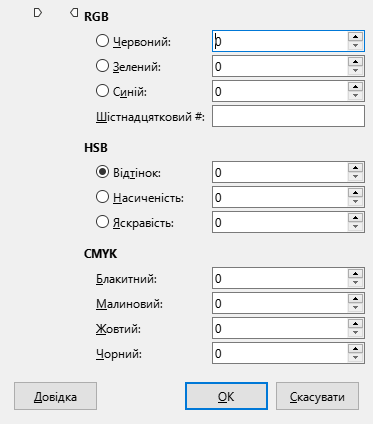 RGB
Червоний: 0
Зелений: 0
Синій: 0
Шістнадцятковий #:
HSB
Відтінок: 0
Насиченість: 0
Яскравість: 0
CMYK
Блакитний: 0
Малиновий: 0
Жовтий: 0
Чорний: 0
Довідка OK Скасувати